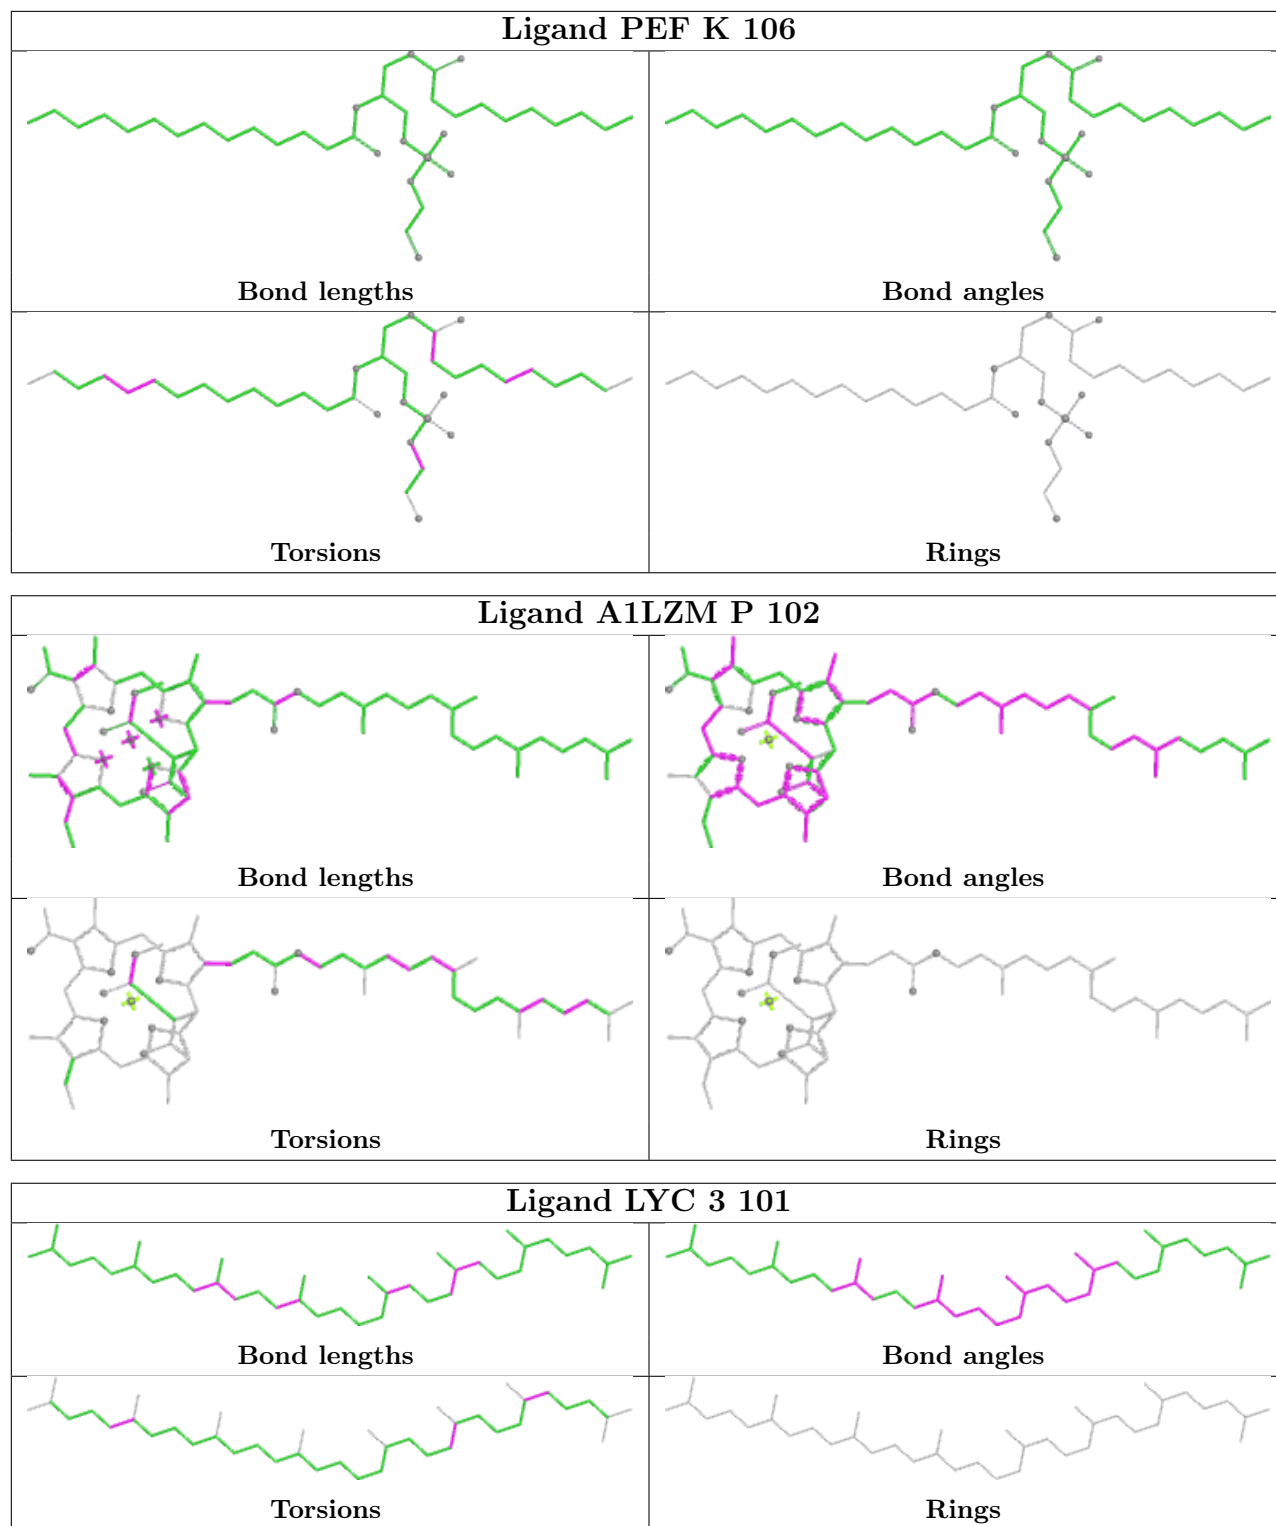 Ligand PEF K 106
Bond lengths
Bond angles
Torsions
Rings
Ligand A1LZM P 102
Bond lengths
Bond angles
Torsions
Rings
Ligand LYC 3 101
Bond lengths
Bond angles
Torsions
Rings